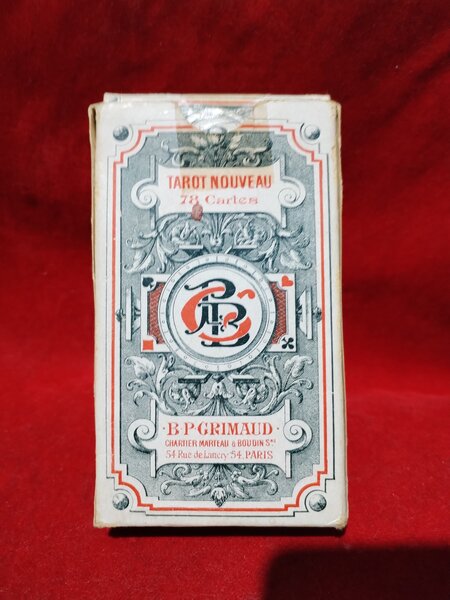 TAROT NOUVEAU
78 Cartes
B.P.GRIMAUD
CHARTIER MARTEAU & BOUDIN SRS
54 Rue de Lancry 54. PARIS